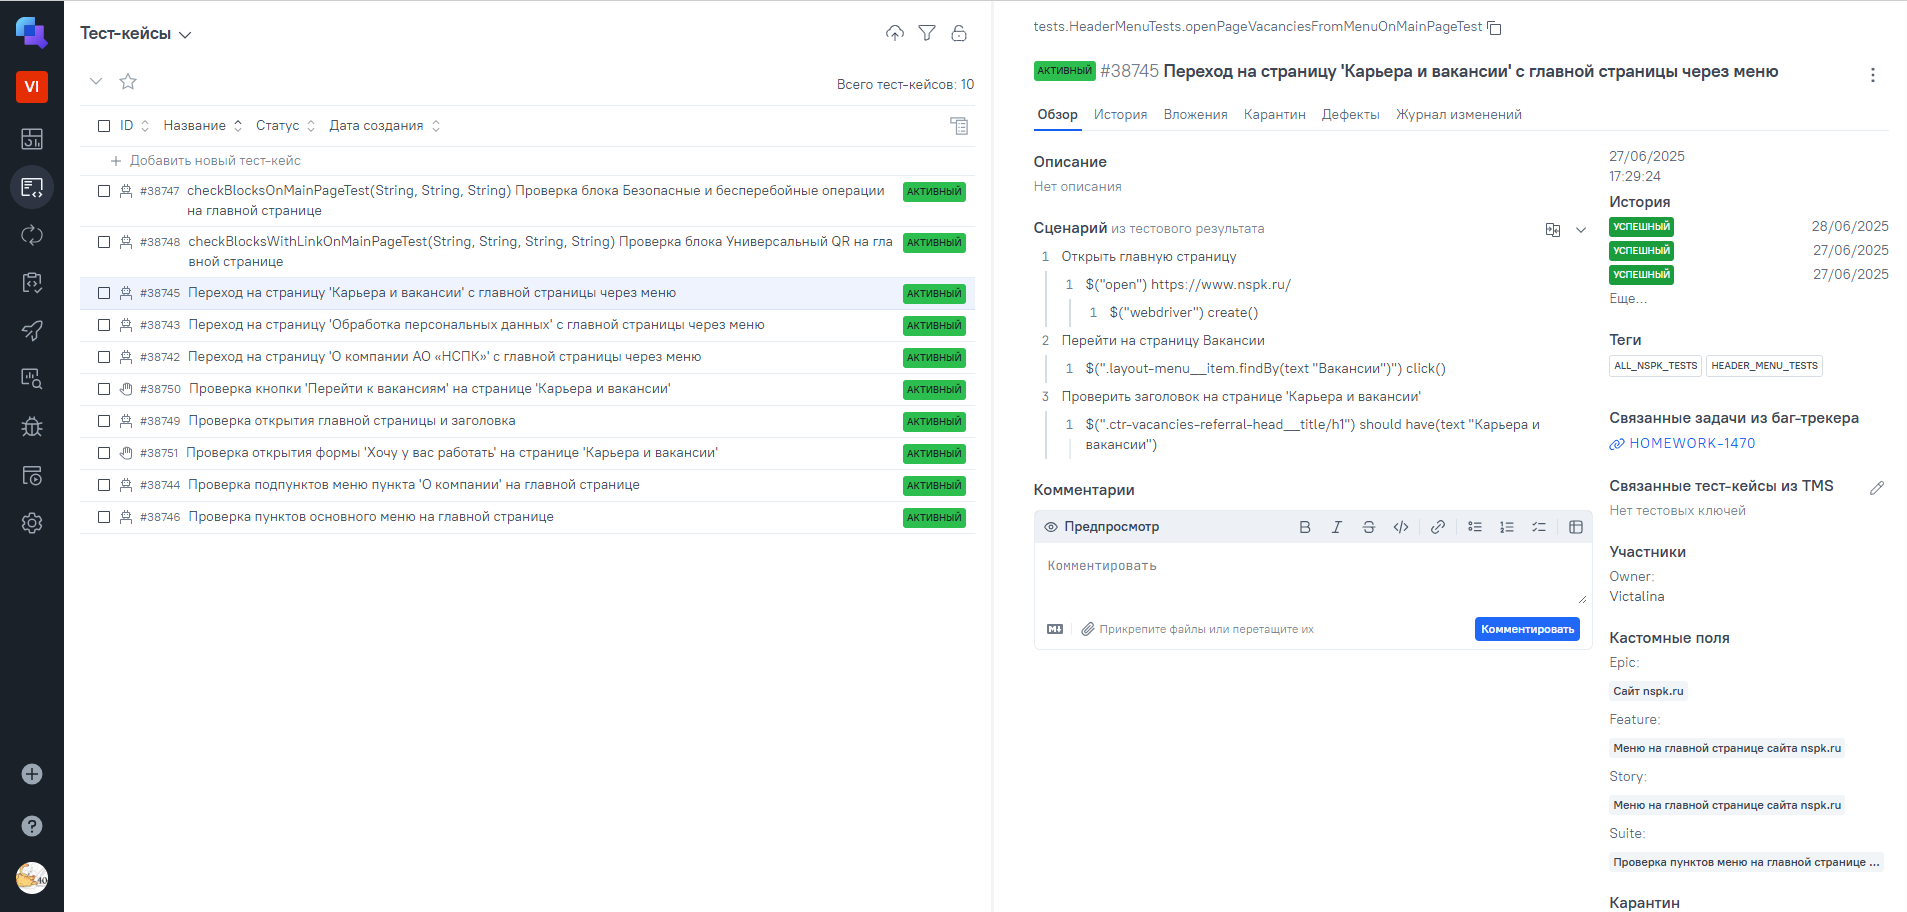 VI
Тест-кейсы
Всего тест-кейсов: 10
ID Название Статус Дата создания
+ Добавить новый тест-кейс
#38747 checkBlocksOnMainPageTest(String, String, String) Проверка блока Безопасные и бесперебойные операции
на главной странице
АКТИВНЫЙ
#38748 checkBlocksWithLinkOnMainPageTest(String, String, String, String) Проверка блока Универсальный QR на гла
вной странице
АКТИВНЫЙ
#38745 Переход на страницу 'Карьера и вакансии' с главной страницы через меню АКТИВНЫЙ
#38743 Переход на страницу 'Обработка персональных данных' с главной страницы через меню АКТИВНЫЙ
#38742 Переход на страницу 'О компании АО «НСПК»' с главной страницы через меню АКТИВНЫЙ
#38750 Проверка кнопки 'Перейти к вакансиям' на странице 'Карьера и вакансии' АКТИВНЫЙ
#38749 Проверка открытия главной страницы и заголовка АКТИВНЫЙ
#38751 Проверка открытия формы 'Хочу у вас работать' на странице 'Карьера и вакансии' АКТИВНЫЙ
#38744 Проверка подпунктов меню пункта 'О компании' на главной странице АКТИВНЫЙ
#38746 Проверка пунктов основного меню на главной странице АКТИВНЫЙ
tests.HeaderMenuTests.openPageVacanciesFromMenuOnMainPageTest
АКТИВНЫЙ #38745 Переход на страницу 'Карьера и вакансии' с главной страницы через меню
Обзор История Вложения Карантин Дефекты Журнал изменений
Описание
Нет описания
Сценарий из тестового результата
1 Открыть главную страницу
1 $("open") https://www.nspk.ru/
1 $("webdriver") create()
2 Перейти на страницу Вакансии
1 $(".layout-menu__item.findBy(text "Вакансии")") click()
3 Проверить заголовок на странице 'Карьера и вакансии'
1 $(".ctr-vacancies-referral-head__title/h1") should have(text "Карьера и
вакансии")
Комментарии
Предпросмотр
Комментировать
Прикрепите файлы или перетащите их
Комментировать
27/06/2025
17:29:24
История
УСПЕШНЫЙ 28/06/2025
УСПЕШНЫЙ 27/06/2025
УСПЕШНЫЙ 27/06/2025
Еще...
Теги
ALL_NSPK_TESTS HEADER_MENU_TESTS
Связанные задачи из баг-трекера
HOMEWORK-1470
Связанные тест-кейсы из TMS
Нет тестовых ключей
Участники
Owner:
Victalina
Кастомные поля
Epic:
Сайт nspk.ru
Feature:
Меню на главной странице сайта nspk.ru
Story:
Меню на главной странице сайта nspk.ru
Suite:
Проверка пунктов меню на главной странице ...
Карантин